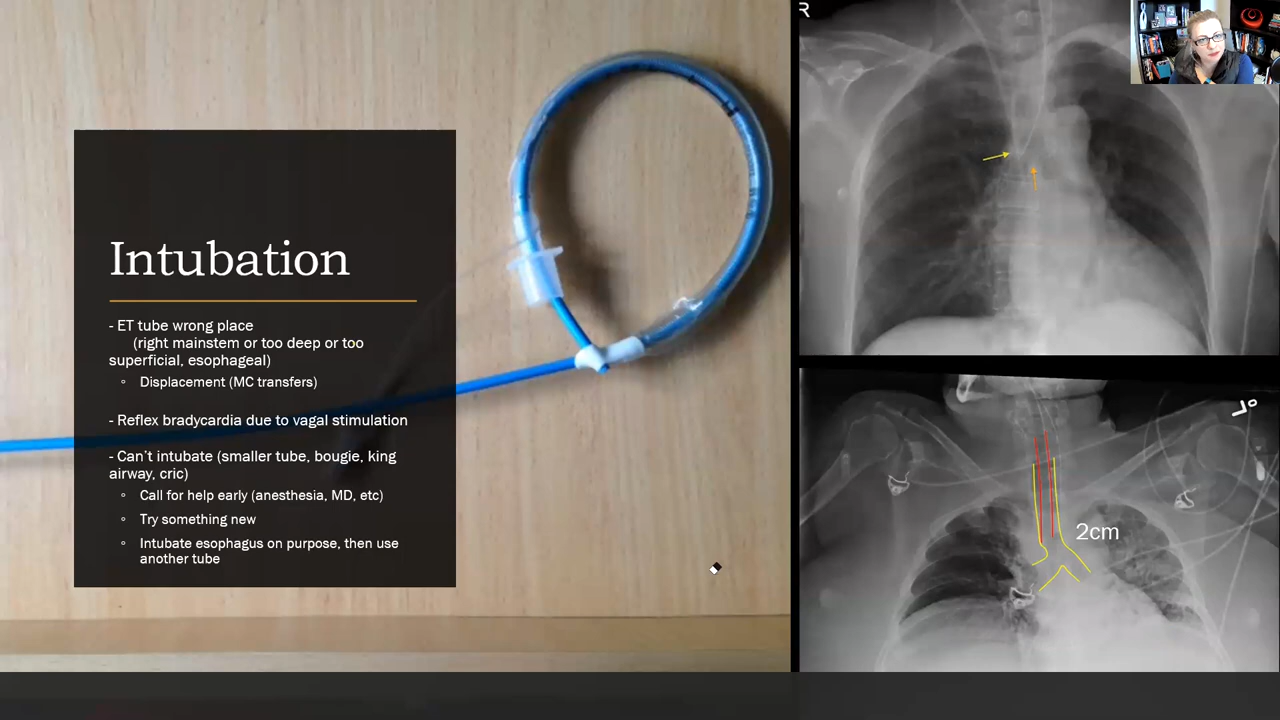 Intubation
- ET tube wrong place
(right mainstem or too deep or too
superficial, esophageal)
◦ Displacement (MC transfers)
- Reflex bradycardia due to vagal stimulation
- Can't intubate (smaller tube, bougie, king
airway, cric)
◦ Call for help early (anesthesia, MD, etc)
◦ Try something new
◦ Intubate esophagus on purpose, then use
another tube
R
2cm